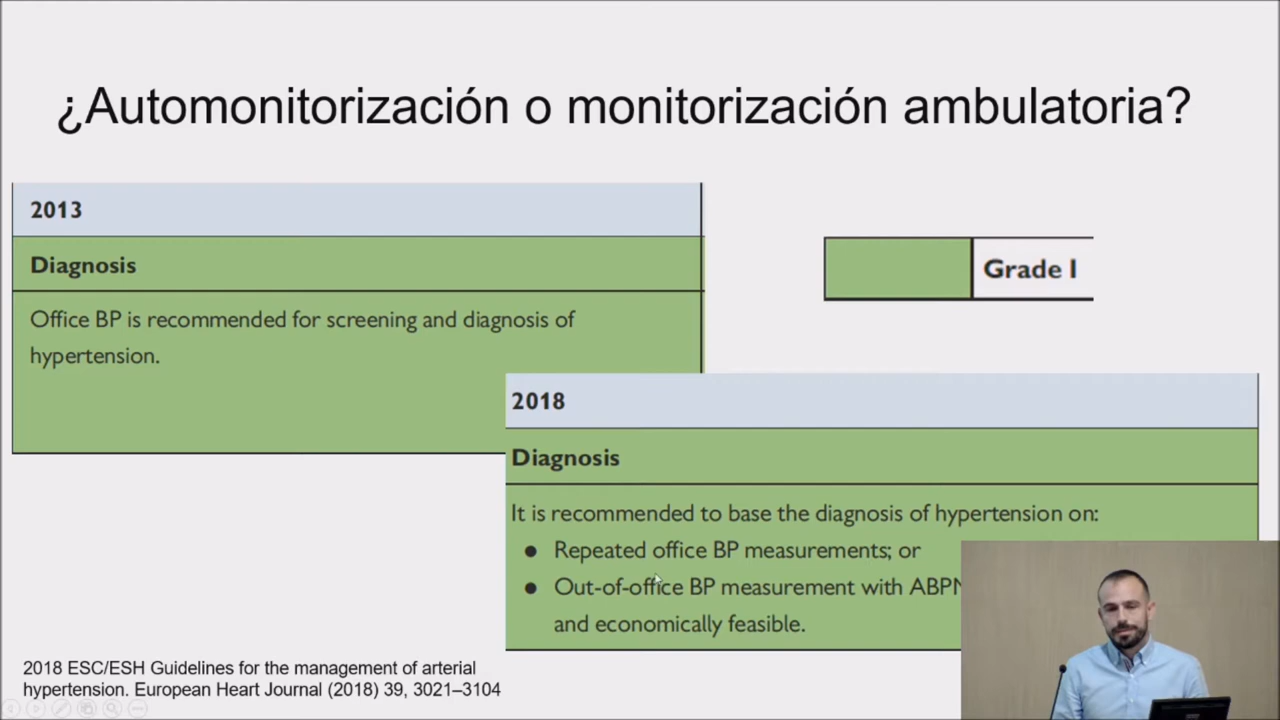 ¿Automonitorización o monitorización ambulatoria?
2013
Diagnosis
Office BP is recommended for screening and diagnosis of
hypertension.
Grade I
2018
Diagnosis
It is recommended to base the diagnosis of hypertension on:
● Repeated office BP measurements; or
● Out-of-office BP measurement with
and economically feasible.
2018 ESC/ESH Guidelines for the management of arterial
hypertension. European Heart Journal (2018) 39, 3021–3104